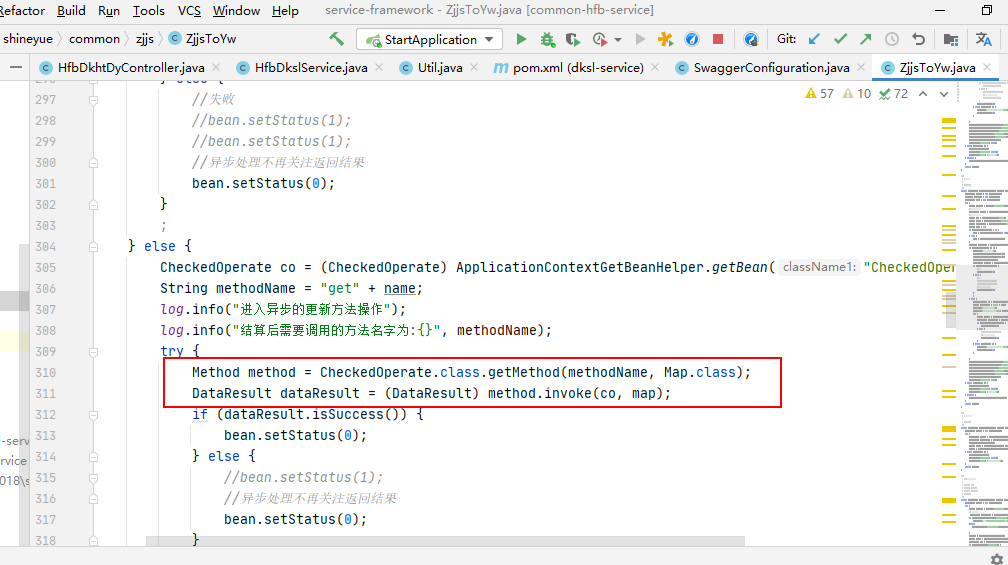 Refactor Build Run Tools VCS Window Help service-framework - ZjjsToYw.java [common-hfb-service]
shineyue common zjjs ZjjsToYw StartApplication Git:
HfbDkhtDyController.java HfbDkslService.java Util.java pom.xml (dksl-service) SwaggerConfiguration.java ZjjsToYw.java
57 10 72
297 //失败
298 //bean.setStatus(1);
299 //bean.setStatus(1);
300 //异步处理不再关注返回结果
301 bean.setStatus(0);
302 }
303 ;
304 } else {
305 CheckedOperate co = (CheckedOperate) ApplicationContextGetBeanHelper.getBean( className1: "CheckedOper
306 String methodName = "get" + name;
307 log.info("进入异步的更新方法操作");
308 log.info("结算后需要调用的方法名字为:{}", methodName);
309 try {
310 Method method = CheckedOperate.class.getMethod(methodName, Map.class);
311 DataResult dataResult = (DataResult) method.invoke(co, map);
312 if (dataResult.isSuccess()) {
313 bean.setStatus(0);
l-serv
314 } else {
ervice
315 //bean.setStatus(1);
018\s
316 //异步处理不再关注返回结果
317 bean.setStatus(0);
318 }